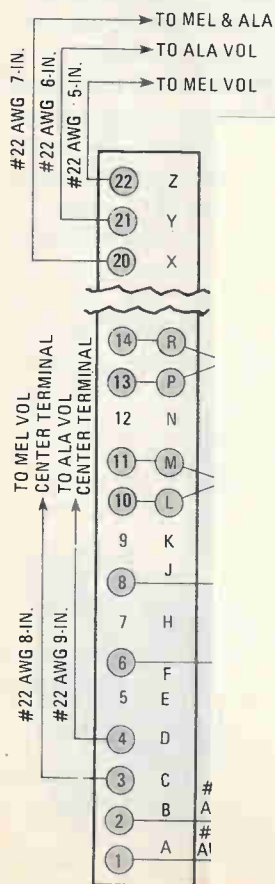 TO MEL & ALA
TO ALA VOL
TO MEL VOL
#22 AWG 7-IN.
#22 AWG 6-IN.
#22 AWG 5-IN.
22 Z
21 Y
20 X
14 R
13 P
12 N
11 M
10 L
9 K
8 J
7 H
6 F
5 E
4 D
3 C
2 B
1 A
TO MEL VOL
CENTER TERMINAL
TO ALA VOL
CENTER TERMINAL
#22 AWG 8-IN.
#22 AWG 9-IN.
#
A
#